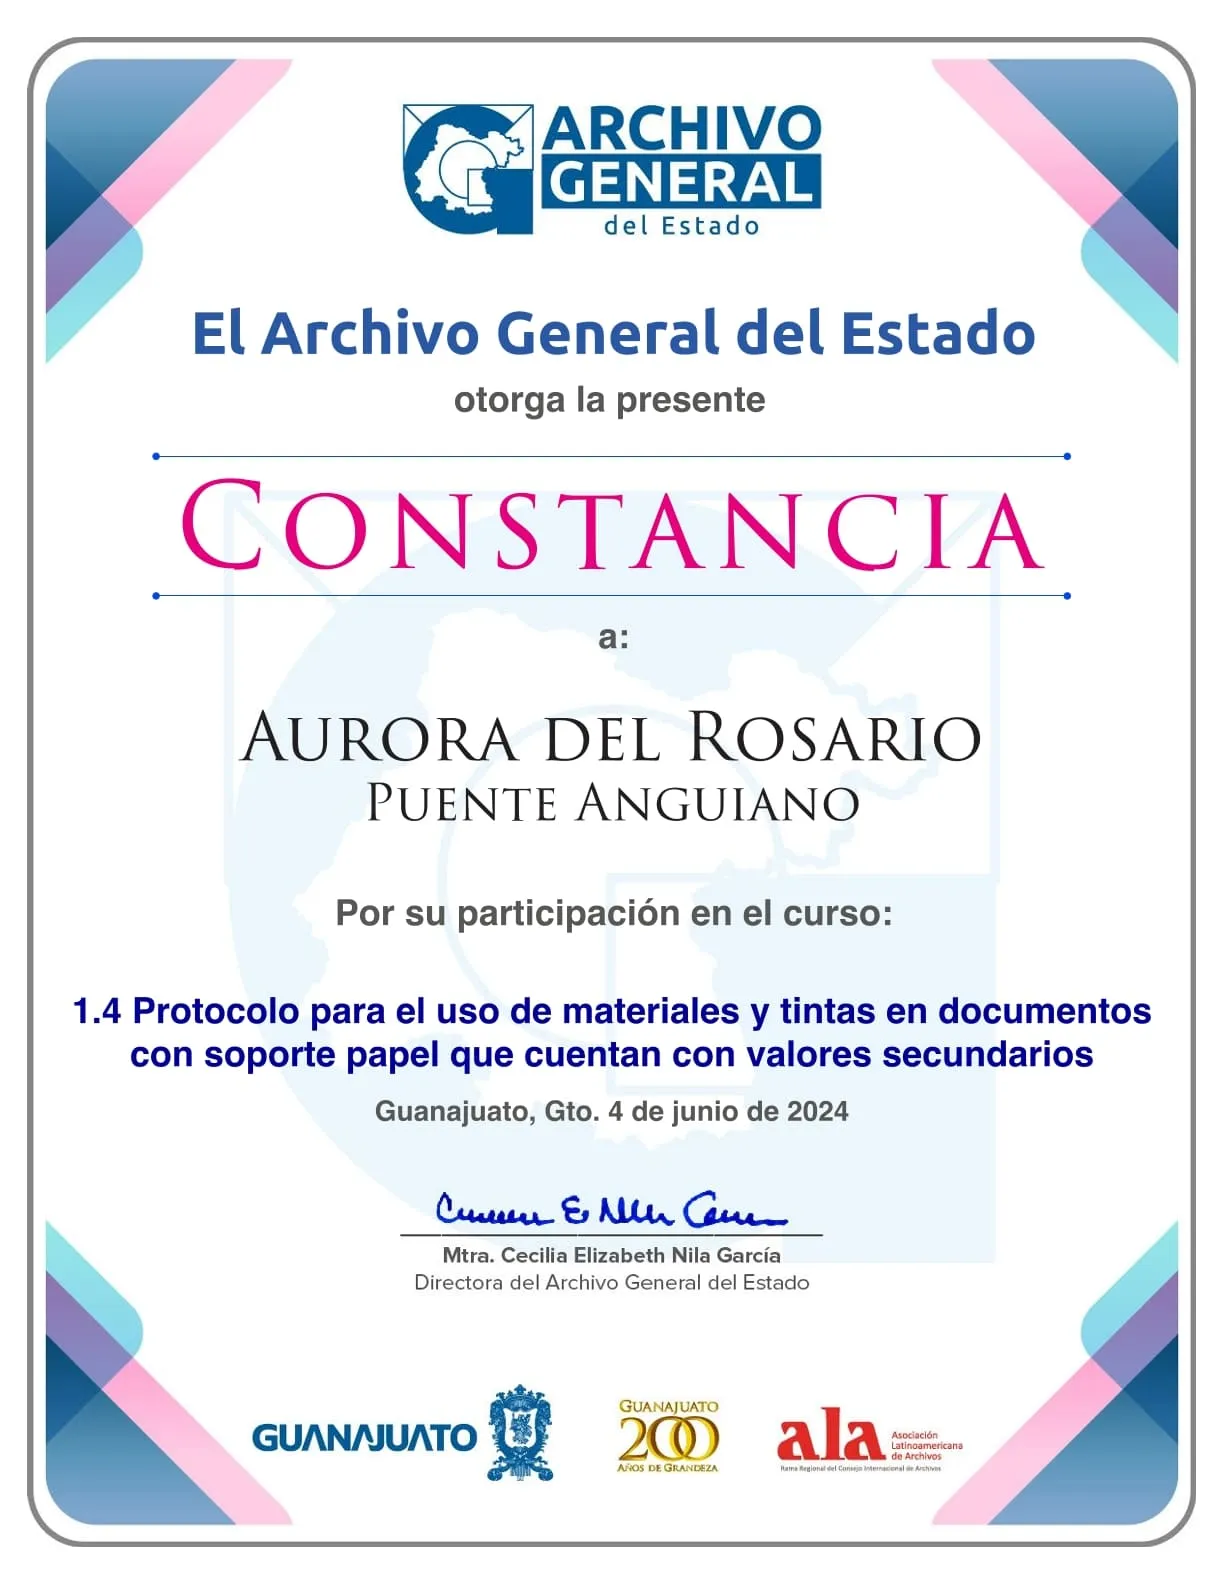 ARCHIVO
GENERAL
del Estado
El Archivo General del Estado
otorga la presente
CONSTANCIA
a:
AURORA DEL ROSARIO
PUENTE ANGUIANO
Por su participación en el curso:
1.4 Protocolo para el uso de materiales y tintas en documentos
con soporte papel que cuentan con valores secundarios
Guanajuato, Gto. 4 de junio de 2024
Mtra. Cecilia Elizabeth Nila García
Directora del Archivo General del Estado
GUANAJUATO
GUANAJUATO
200
AÑOS DE GRANDEZA
ala
Asociación
Latinoamericana
de Archivos
Rama Regional del Consejo Internacional de Archivos